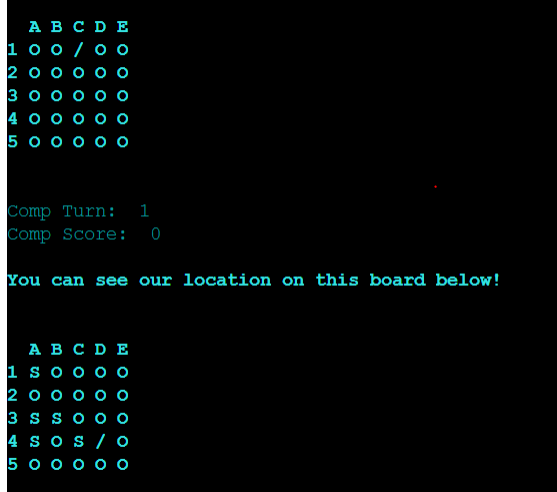 A B C D E
1 O O / O O
2 O O O O O
3 O O O O O
4 O O O O O
5 O O O O O
Comp Turn:  1
Comp Score:  0
You can see our location on this board below!
A B C D E
1 S O O O O
2 O O O O O
3 S S O O O
4 S O S / O
5 O O O O O